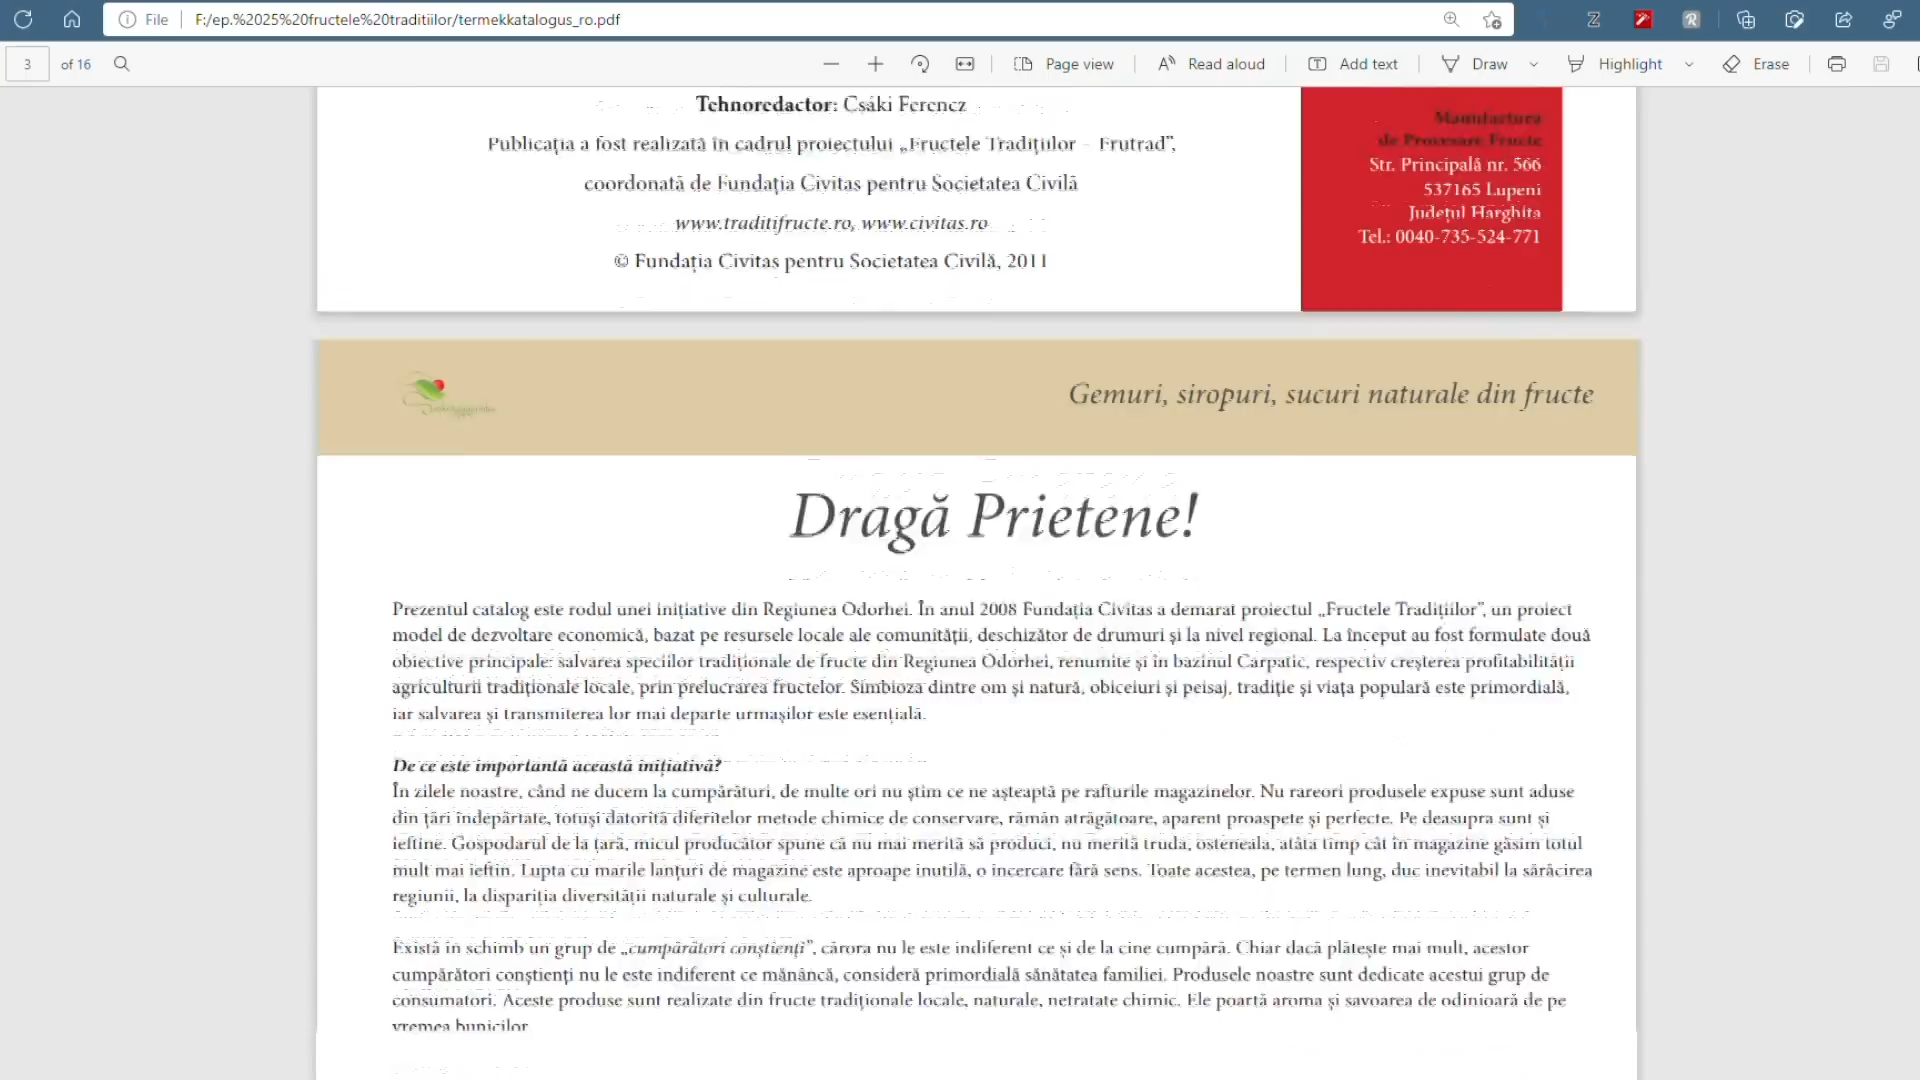 File
F:/ep.%2025%20fructele%20traditiilor/termekkatalogus_ro.pdf
3 of 16
Page view
Read aloud
Add text
Draw
Highlight
Erase
Tehnoredactor: Csáki Ferencz
Publicația a fost realizată în cadrul proiectului „Fructele Tradițiilor – Frutrad”,
coordonată de Fundația Civitas pentru Societatea Civilă
www.traditifructe.ro, www.civitas.ro
© Fundația Civitas pentru Societatea Civilă, 2011
Manufactura
de Procesare Fructe
Str. Principală nr. 566
537165 Lupeni
Județul Harghita
Tel.: 0040-735-524-771
Gemuri, siropuri, sucuri naturale din fructe
Dragă Prietene!
Prezentul catalog este rodul unei inițiative din Regiunea Odorhei. În anul 2008 Fundația Civitas a demarat proiectul „Fructele Tradițiilor”, un proiect
model de dezvoltare economică, bazat pe resursele locale ale comunității, deschizător de drumuri și la nivel regional. La început au fost formulate două
obiective principale: salvarea speciilor tradiționale de fructe din Regiunea Odorhei, renumite și în bazinul Carpatic, respectiv creșterea profitabilității
agriculturii tradiționale locale, prin prelucrarea fructelor. Simbioza dintre om și natură, obiceiuri și peisaj, tradiție și viața populară este primordială,
iar salvarea și transmiterea lor mai departe urmașilor este esențială.
De ce este importantă această inițiativă?
În zilele noastre, când ne ducem la cumpărături, de multe ori nu știm ce ne așteaptă pe rafturile magazinelor. Nu rareori produsele expuse sunt aduse
din țări îndepărtate, totuși datorită diferitelor metode chimice de conservare, rămân atrăgătoare, aparent proaspete și perfecte. Pe deasupra sunt și
ieftine. Gospodarul de la țară, micul producător spune că nu mai merită să produci, nu merită truda, osteneala, atâta timp cât în magazine găsim totul
mult mai ieftin. Lupta cu marile lanțuri de magazine este aproape inutilă, o încercare fără sens. Toate acestea, pe termen lung, duc inevitabil la sărăcirea
regiunii, la dispariția diversității naturale și culturale.
Există în schimb un grup de „cumpărători conștienți”, cărora nu le este indiferent ce și de la cine cumpără. Chiar dacă plătește mai mult, acestor
cumpărători conștienți nu le este indiferent ce mănâncă, consideră primordială sănătatea familiei. Produsele noastre sunt dedicate acestui grup de
consumatori. Aceste produse sunt realizate din fructe tradiționale locale, naturale, netratate chimic. Ele poartă aroma și savoarea de odinioară de pe
vremea bunicilor